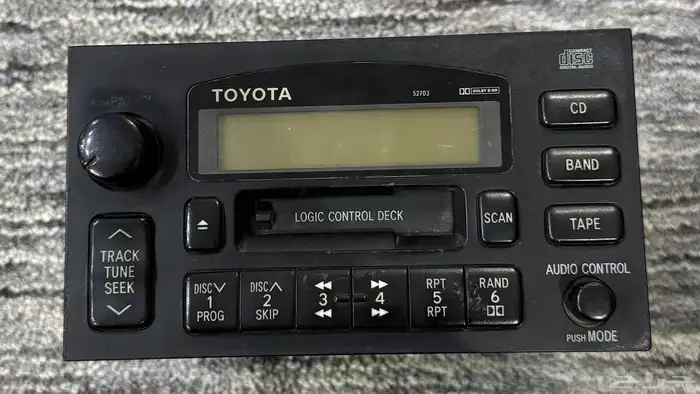 COMPACT
disc
DIGITAL AUDIO
TOYOTA
52703
DOLBY B NR
CD
BAND
LOGIC CONTROL DECK
SCAN
TAPE
TRACK
TUNE
SEEK
DISC
1
PROG
DISC
2
SKIP
3
4
RPT
5
RPT
RAND
6
AUDIO CONTROL
PUSH MODE